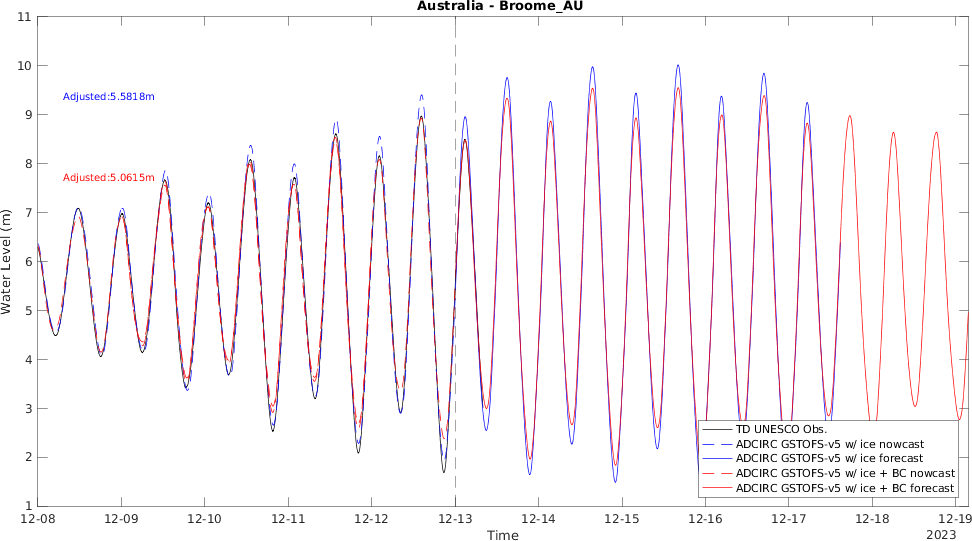 Australia - Broome_AU
11
10
9
8
7
6
5
4
3
2
1
Water Level (m)
Adjusted:5.5818m
Adjusted:5.0615m
TD UNESCO Obs.
ADCIRC GSTOFS-v5 w/ ice nowcast
ADCIRC GSTOFS-v5 w/ ice forecast
ADCIRC GSTOFS-v5 w/ ice + BC nowcast
ADCIRC GSTOFS-v5 w/ ice + BC forecast
12-08 12-09 12-10 12-11 12-12 12-13 12-14 12-15 12-16 12-17 12-18 12-19
Time
2023